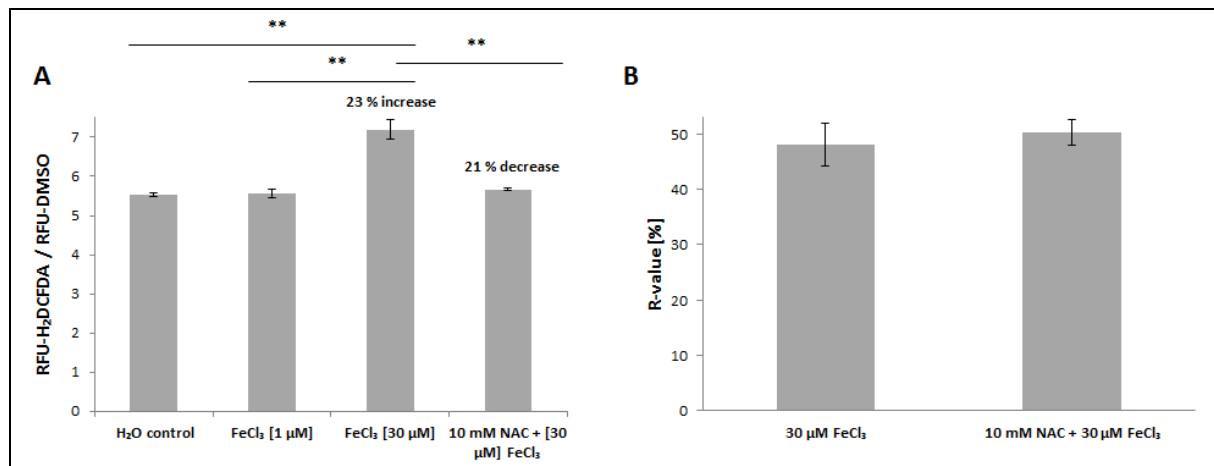 **
**
**
A
23 % increase
21 % decrease
RFU-H₂DCFDA / RFU-DMSO
7
6
5
4
3
2
1
0
H₂O control
FeCl₃ [1 µM]
FeCl₃ [30 µM]
10 mM NAC + [30
µM] FeCl₃
B
R-value [%]
50
40
30
20
10
0
30 µM FeCl₃
10 mM NAC + 30 µM FeCl₃